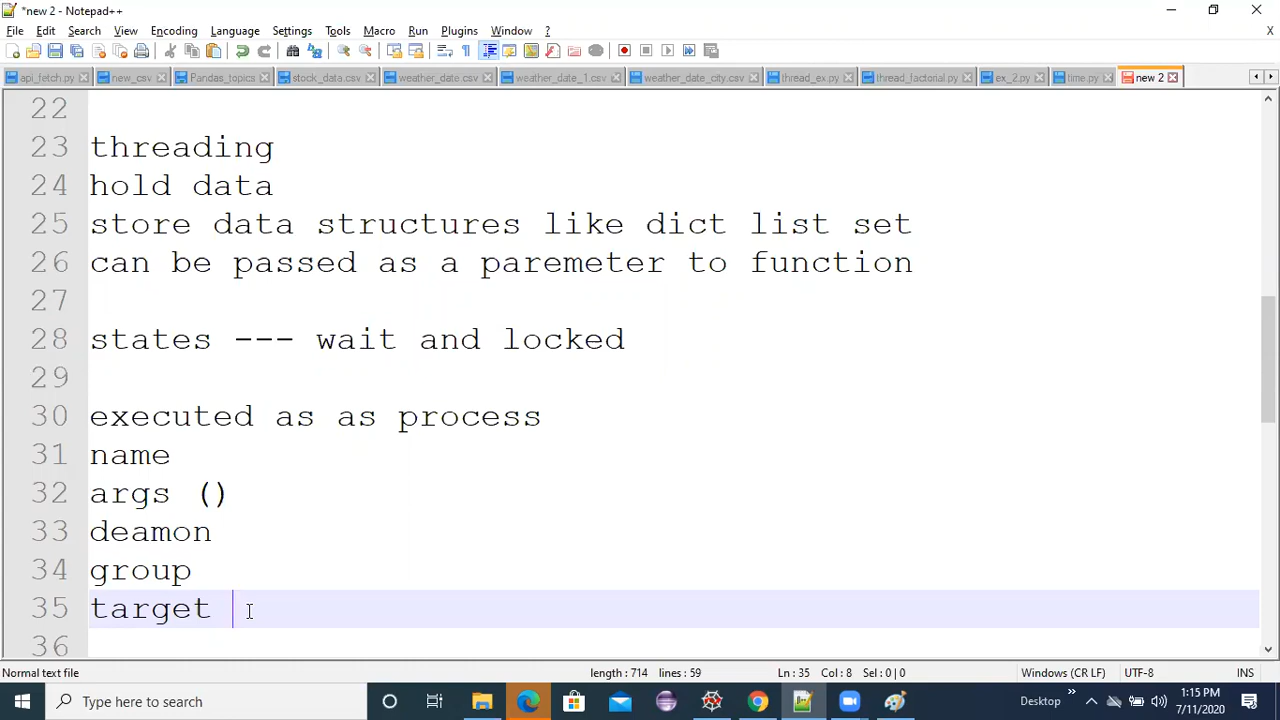 *new 2 - Notepad++
File Edit Search View Encoding Language Settings Tools Macro Run Plugins Window ?
X
api_fetch.py new_csv Pandas_topics stock_data.csv weather_date.csv weather_date_1.csv weather_date_city.csv thread_ex.py thread_factorial.py ex_2.py time.py new 2
22
23 threading
24 hold data
25 store data structures like dict list set
26 can be passed as a paremeter to function
27
28 states --- wait and locked
29
30 executed as as process
31 name
32 args ()
33 deamon
34 group
35 target
36
Normal text file length : 714 lines : 59 Ln : 35 Col : 8 Sel : 0 | 0 Windows (CR LF) UTF-8 INS
Type here to search Desktop 1:15 PM
7/11/2020